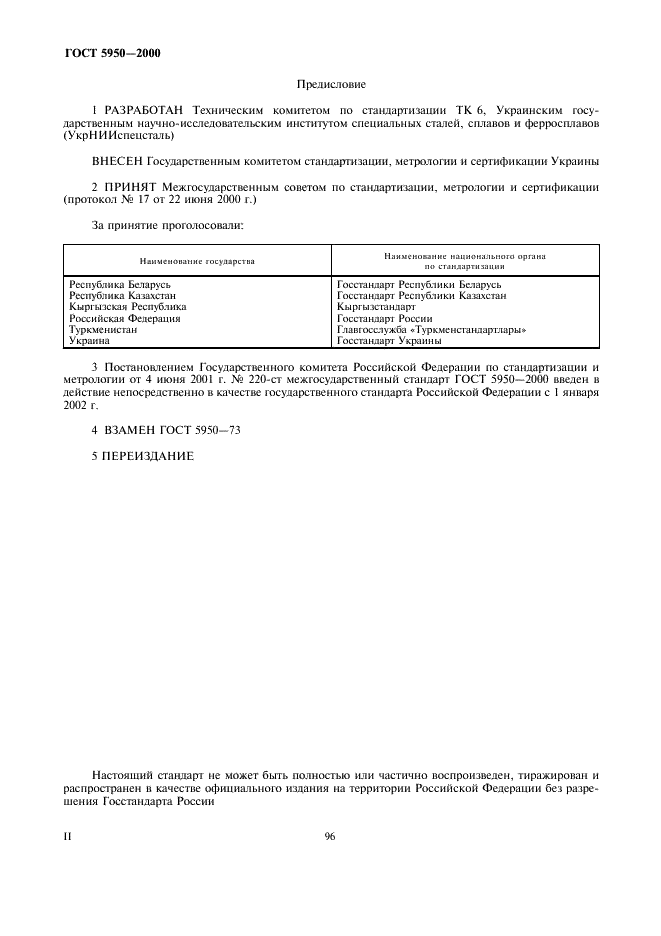 ГОСТ 5950—2000
Предисловие
1 РАЗРАБОТАН Техническим комитетом по стандартизации ТК 6, Украинским госу-
дарственным научно-исследовательским институтом специальных сталей, сплавов и ферросплавов
(УкрНИИспецсталь)
ВНЕСЕН Государственным комитетом стандартизации, метрологии и сертификации Украины
2 ПРИНЯТ Межгосударственным советом по стандартизации, метрологии и сертификации
(протокол № 17 от 22 июня 2000 г.)
За принятие проголосовали:
Наименование государства
Наименование национального органа
по стандартизации
Республика Беларусь Госстандарт Республики Беларусь
Республика Казахстан Госстандарт Республики Казахстан
Кыргызская Республика Кыргызстандарт
Российская Федерация Госстандарт России
Туркменистан Главгосслужба «Туркменстандартлары»
Украина Госстандарт Украины
3 Постановлением Государственного комитета Российской Федерации по стандартизации и
метрологии от 4 июня 2001 г. № 220-ст межгосударственный стандарт ГОСТ 5950—2000 введен в
действие непосредственно в качестве государственного стандарта Российской Федерации с 1 января
2002 г.
4 ВЗАМЕН ГОСТ 5950—73
5 ПЕРЕИЗДАНИЕ
Настоящий стандарт не может быть полностью или частично воспроизведен, тиражирован и
распространен в качестве официального издания на территории Российской Федерации без разре-
шения Госстандарта России
II 96